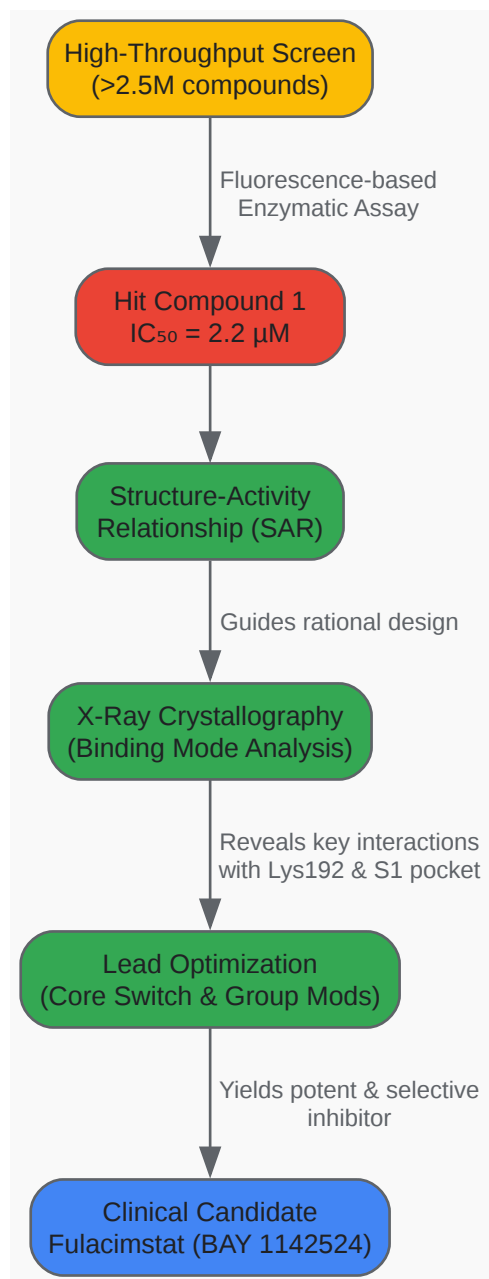 High-Throughput Screen
(>2.5M compounds)
Fluorescence-based
Enzymatic Assay
Hit Compound 1
IC₅₀ = 2.2 µM
Structure-Activity
Relationship (SAR)
Guides rational design
X-Ray Crystallography
(Binding Mode Analysis)
Reveals key interactions
with Lys192 & S1 pocket
Lead Optimization
(Core Switch & Group Mods)
Yields potent & selective
inhibitor
Clinical Candidate
Fulacimstat (BAY 1142524)